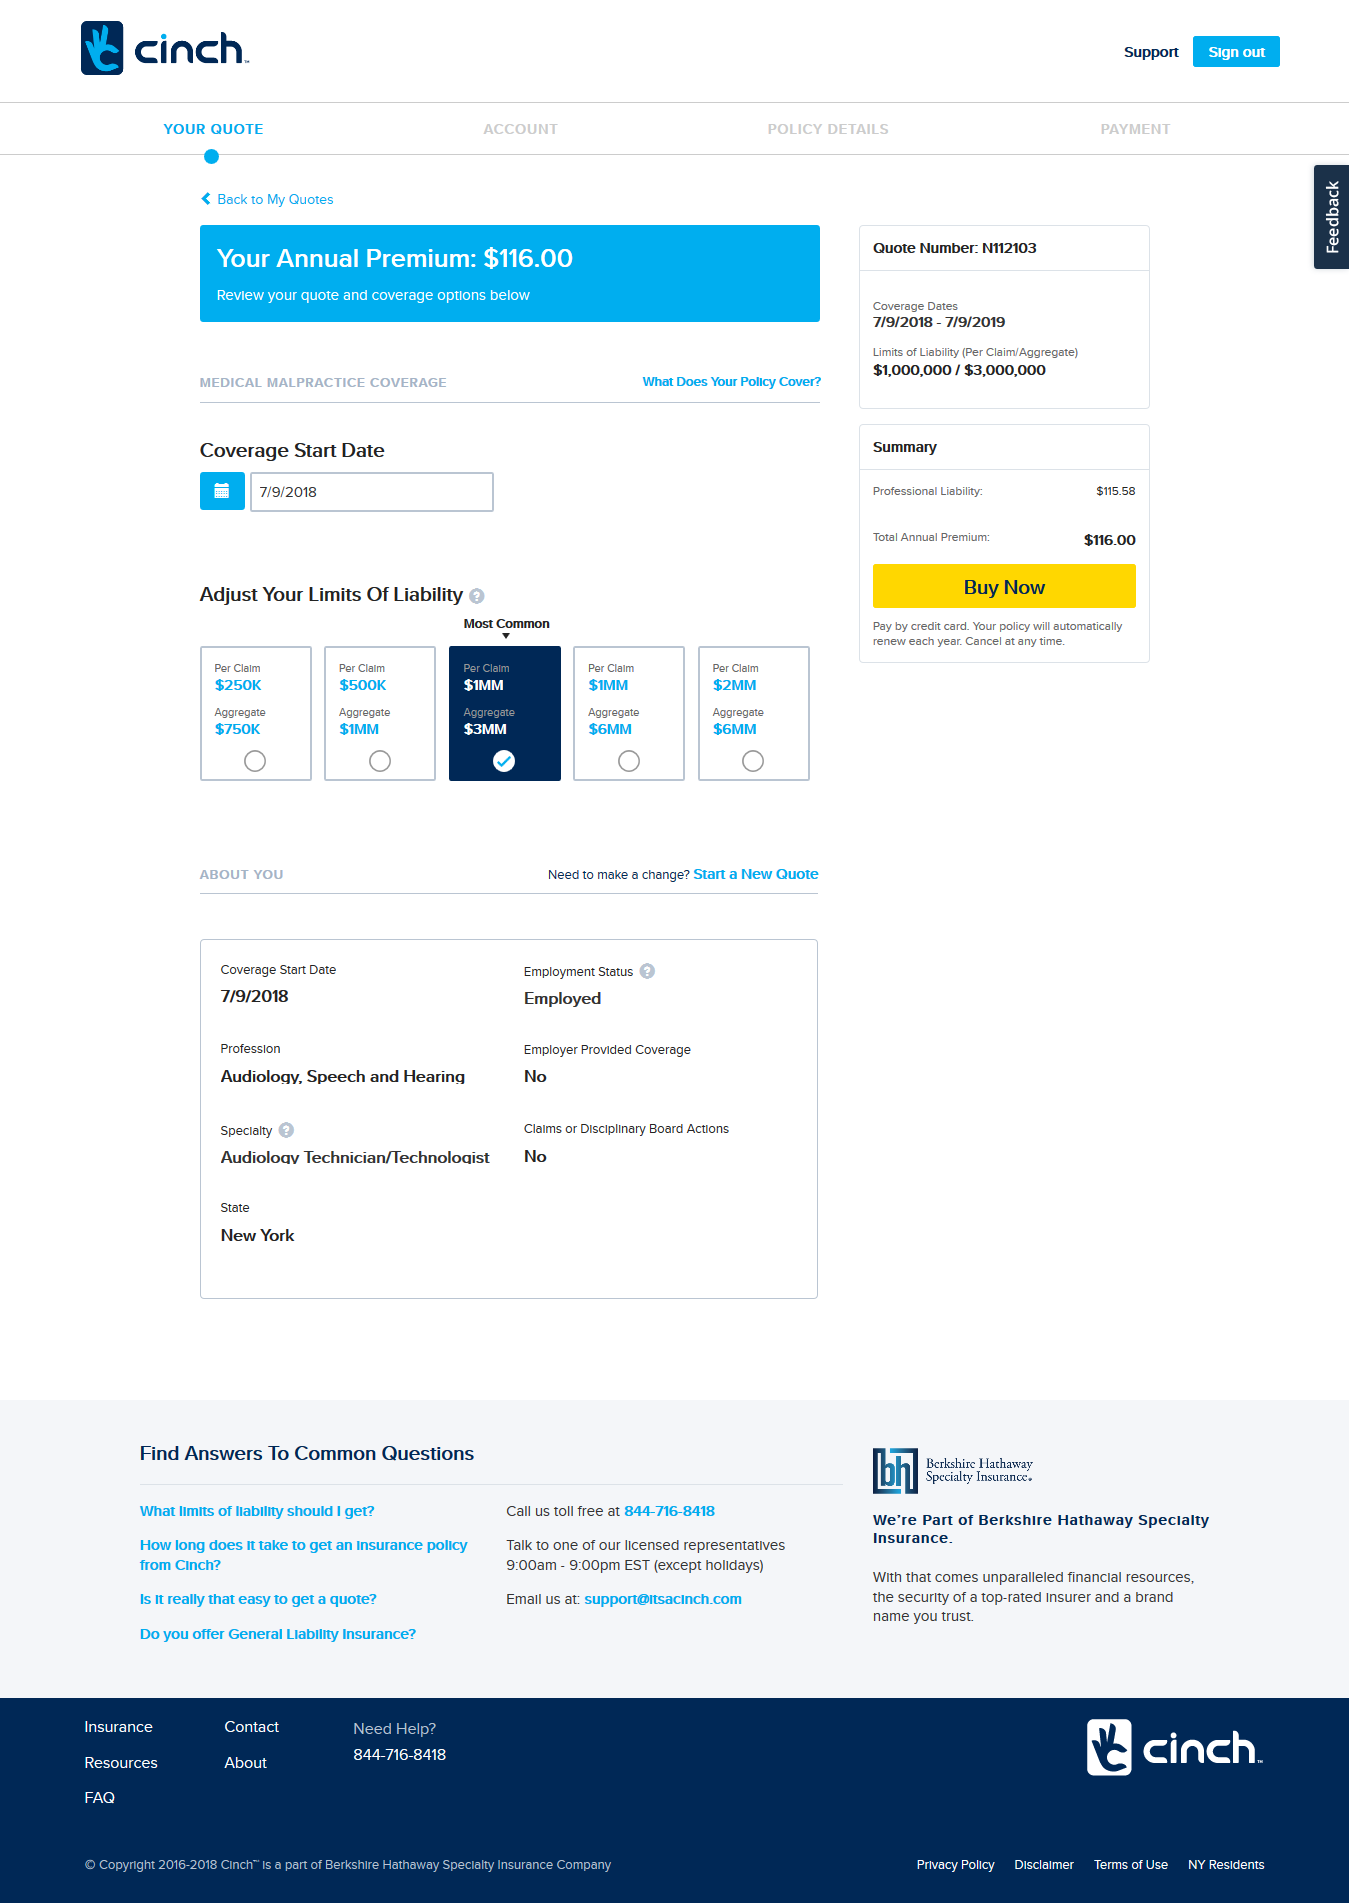 cinch™
Support
Sign out
YOUR QUOTE
ACCOUNT
POLICY DETAILS
PAYMENT
Feedback
Back to My Quotes
Your Annual Premium: $116.00
Review your quote and coverage options below
MEDICAL MALPRACTICE COVERAGE
What Does Your Policy Cover?
Coverage Start Date
7/9/2018
Adjust Your Limits Of Liability ?
Most Common
Per Claim
$250K
Aggregate
$750K
Per Claim
$500K
Aggregate
$1MM
Per Claim
$1MM
Aggregate
$3MM
Per Claim
$1MM
Aggregate
$6MM
Per Claim
$2MM
Aggregate
$6MM
Quote Number: N112103
Coverage Dates
7/9/2018 - 7/9/2019
Limits of Liability (Per Claim/Aggregate)
$1,000,000 / $3,000,000
Summary
Professional Liability: $115.58
Total Annual Premium: $116.00
Buy Now
Pay by credit card. Your policy will automatically
renew each year. Cancel at any time.
ABOUT YOU
Need to make a change? Start a New Quote
Coverage Start Date
7/9/2018
Profession
Audiology, Speech and Hearing
Specialty ?
Audiology Technician/Technologist
State
New York
Employment Status ?
Employed
Employer Provided Coverage
No
Claims or Disciplinary Board Actions
No
Find Answers To Common Questions
What limits of liability should I get?
How long does it take to get an insurance policy
from Cinch?
Is it really that easy to get a quote?
Do you offer General Liability Insurance?
Call us toll free at 844-716-8418
Talk to one of our licensed representatives
9:00am - 9:00pm EST (except holidays)
Email us at: support@itsacinch.com
bh
Berkshire Hathaway
Specialty Insurance.
We're Part of Berkshire Hathaway Specialty
Insurance.
With that comes unparalleled financial resources,
the security of a top-rated insurer and a brand
name you trust.
Insurance
Resources
FAQ
Contact
About
Need Help?
844-716-8418
cinch™
© Copyright 2016-2018 Cinch™ is a part of Berkshire Hathaway Specialty Insurance Company
Privacy Policy
Disclaimer
Terms of Use
NY Residents